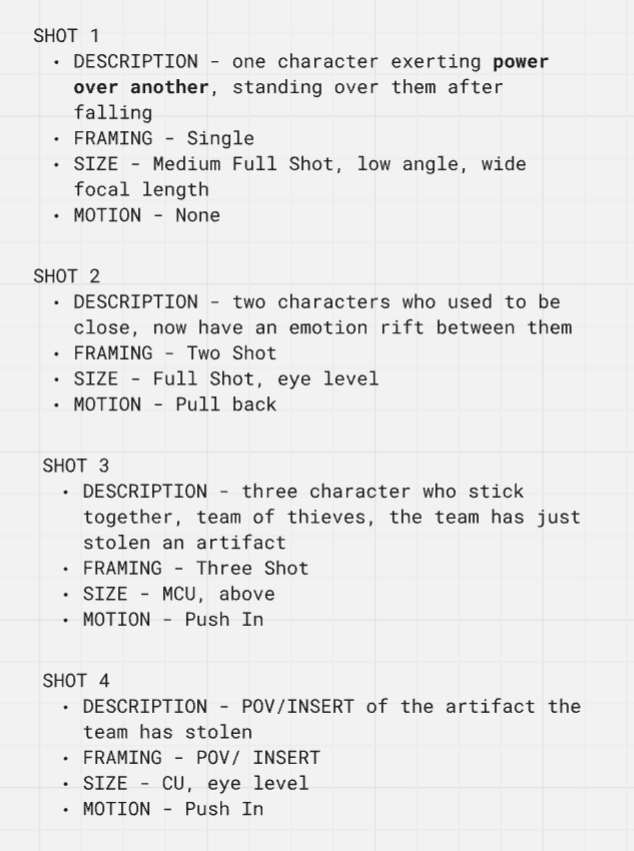 SHOT 1
• DESCRIPTION - one character exerting power
over another, standing over them after
falling
• FRAMING - Single
• SIZE - Medium Full Shot, low angle, wide
focal length
• MOTION - None
SHOT 2
• DESCRIPTION - two characters who used to be
close, now have an emotion rift between them
• FRAMING - Two Shot
• SIZE - Full Shot, eye level
• MOTION - Pull back
SHOT 3
• DESCRIPTION - three character who stick
together, team of thieves, the team has just
stolen an artifact
• FRAMING - Three Shot
• SIZE - MCU, above
• MOTION - Push In
SHOT 4
• DESCRIPTION - POV/INSERT of the artifact the
team has stolen
• FRAMING - POV/ INSERT
• SIZE - CU, eye level
• MOTION - Push In